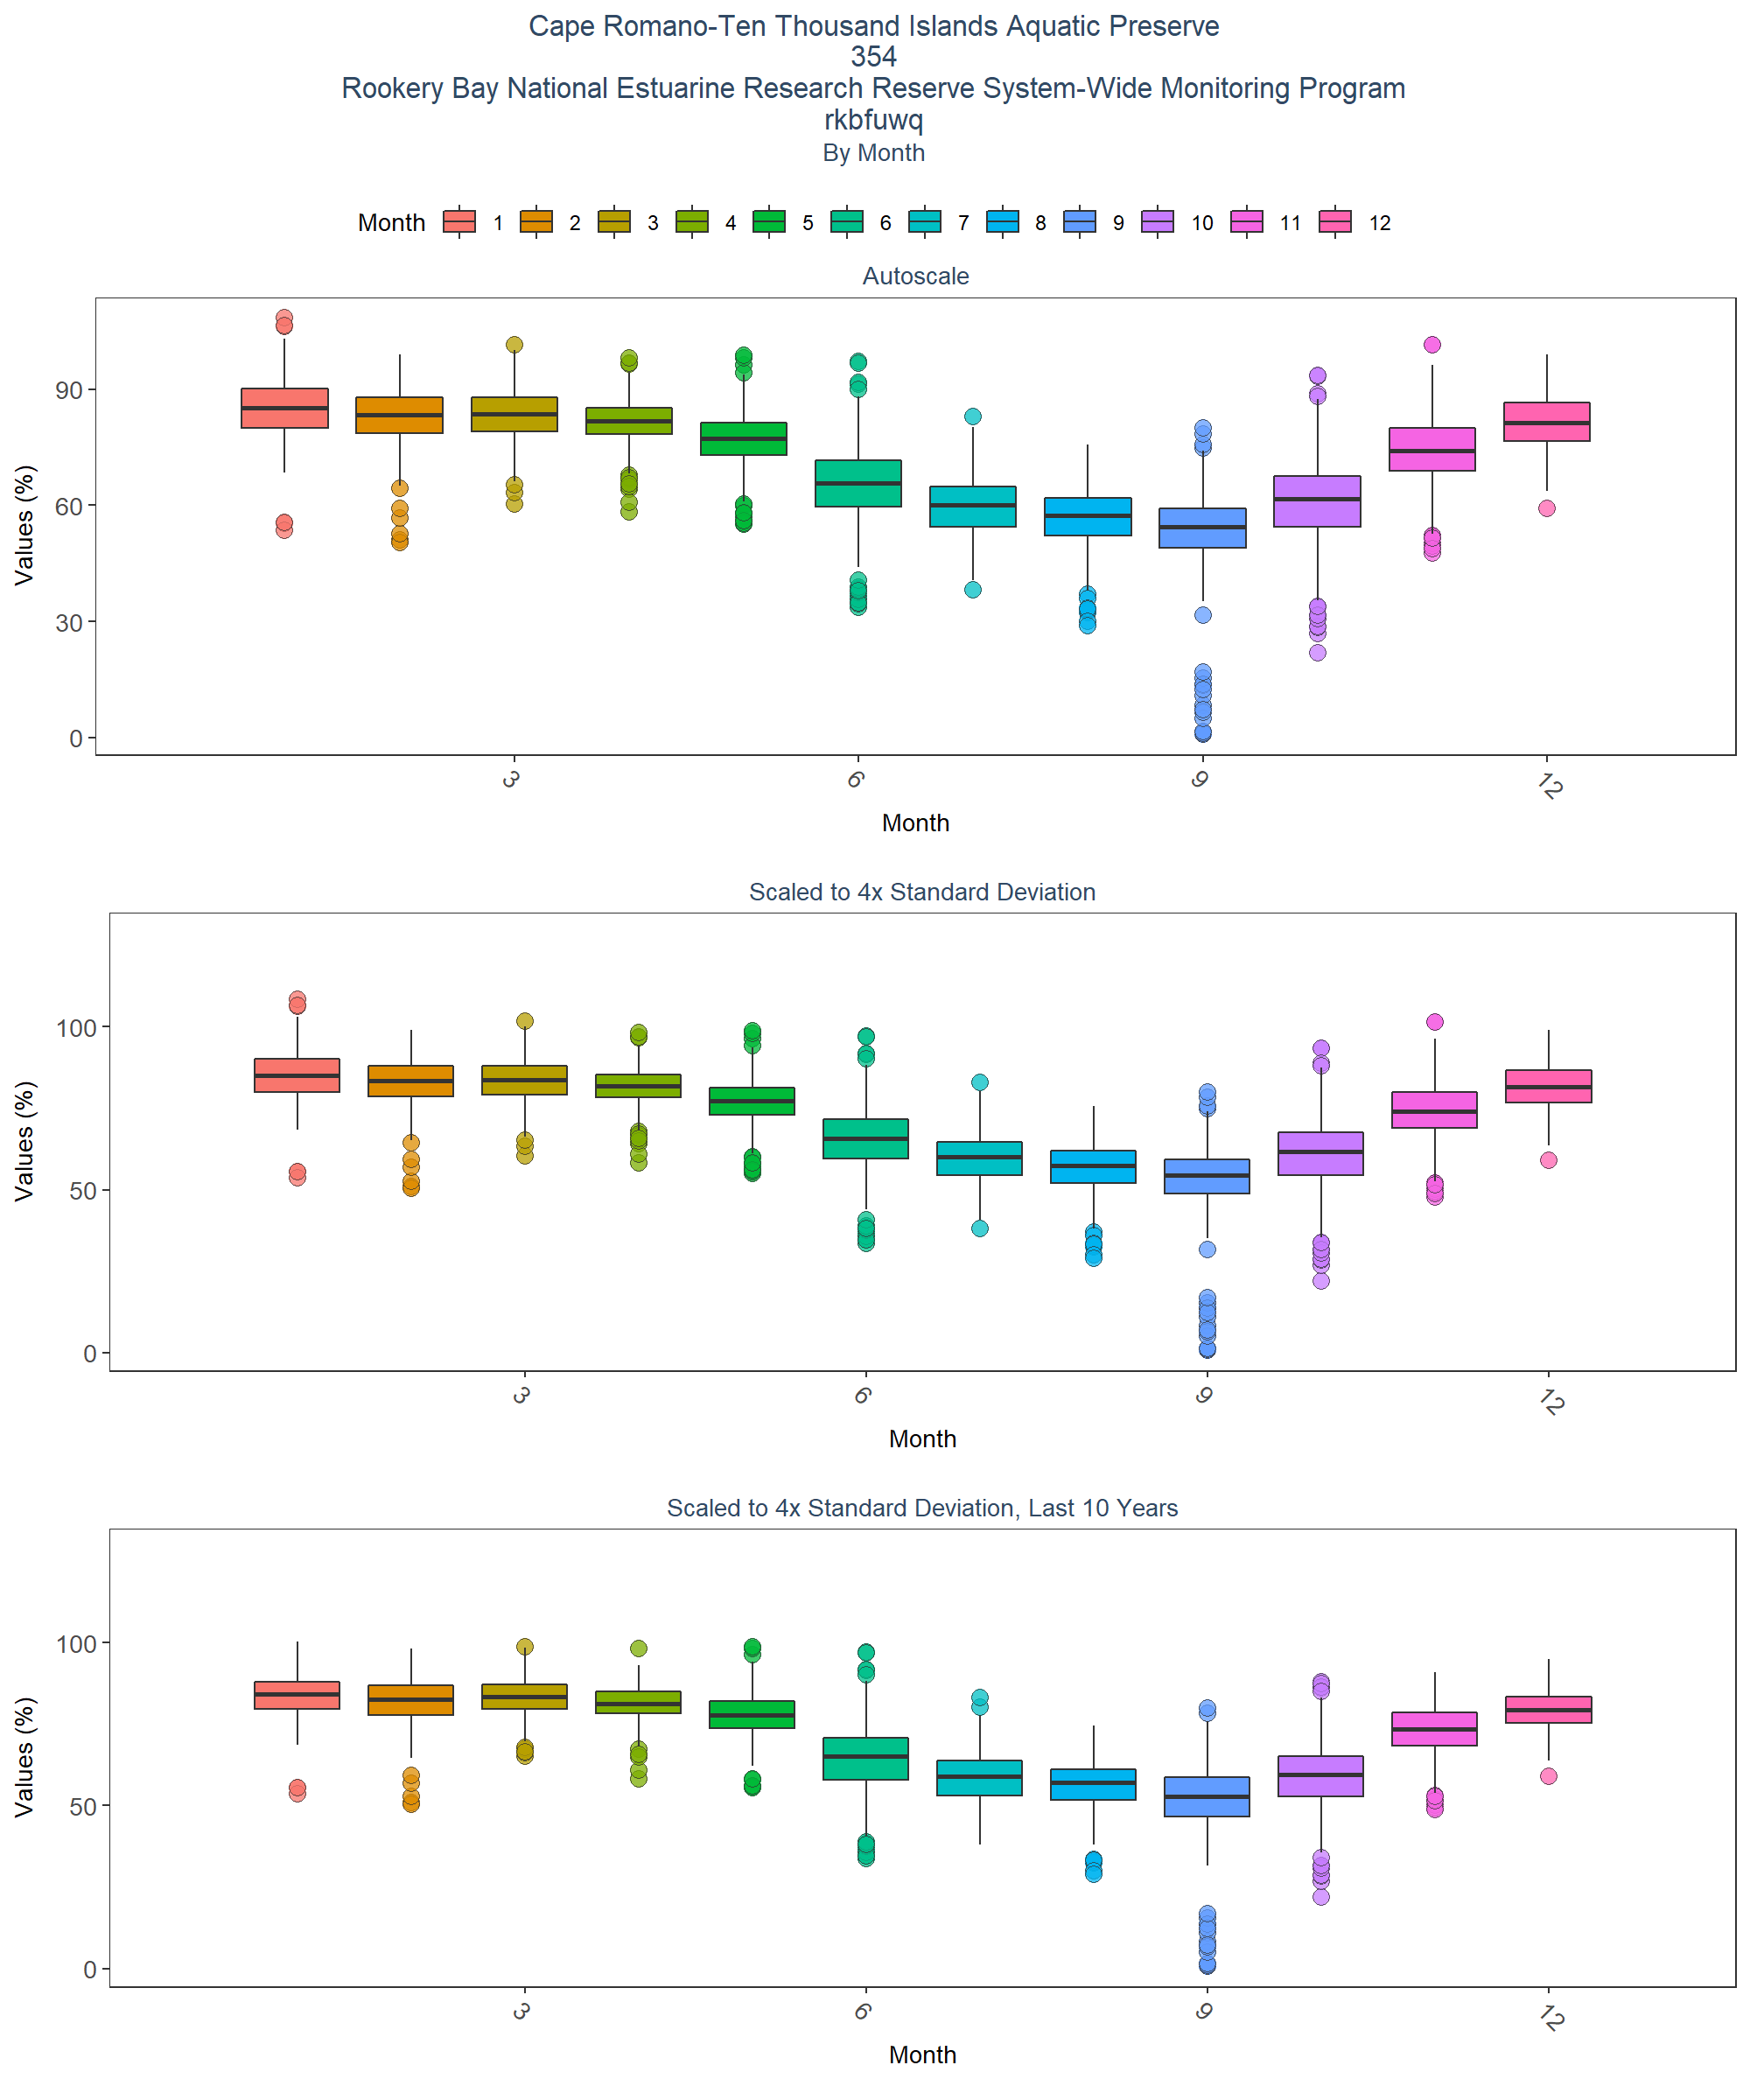 Cape Romano-Ten Thousand Islands Aquatic Preserve
354
Rookery Bay National Estuarine Research Reserve System-Wide Monitoring Program
rkbfuwq
By Month
Month 1 2 3 4 5 6 7 8 9 10 11 12
Autoscale
Values (%)
90
60
30
0
3 6 9 12
Month
Scaled to 4x Standard Deviation
Values (%)
100
50
0
3 6 9 12
Month
Scaled to 4x Standard Deviation, Last 10 Years
Values (%)
100
50
0
3 6 9 12
Month